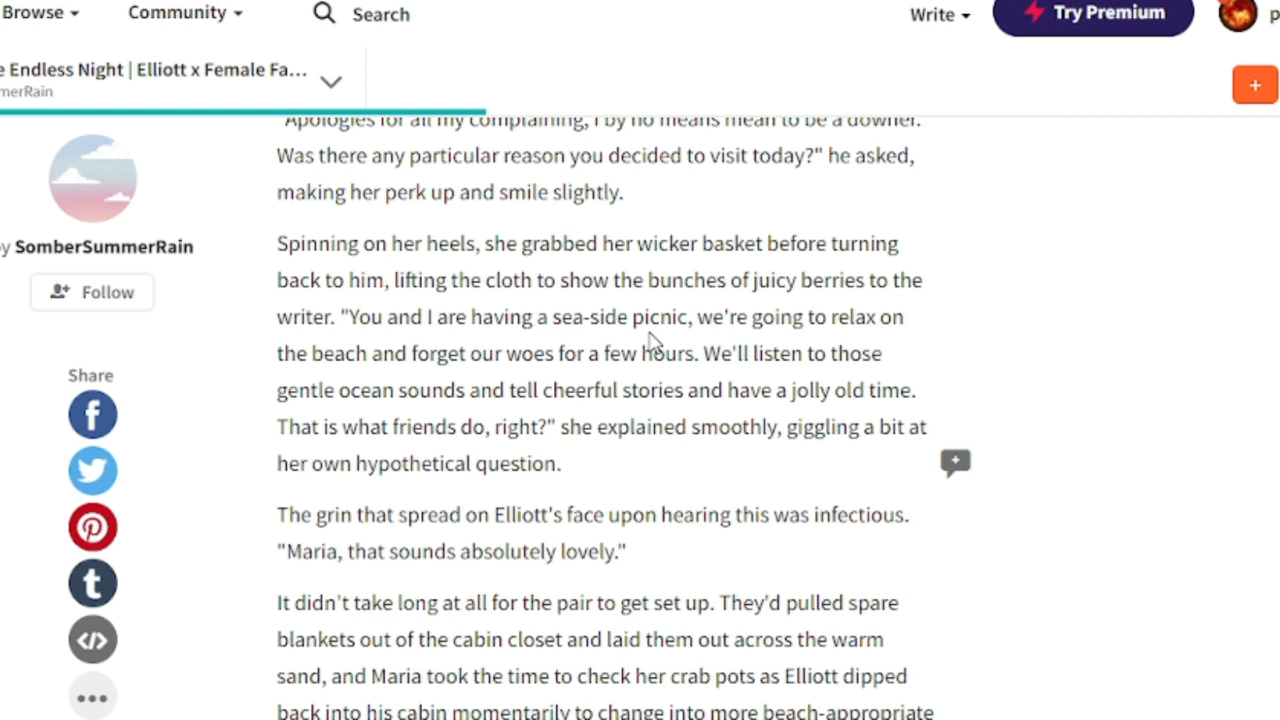 Browse
Community
Search
Write
Try Premium
p
e Endless Night | Elliott x Female Fa...
merRain
+
"Apologies for all my complaining, I by no means mean to be a downer.
Was there any particular reason you decided to visit today?" he asked,
making her perk up and smile slightly.
y SomberSummerRain
Follow
Spinning on her heels, she grabbed her wicker basket before turning
back to him, lifting the cloth to show the bunches of juicy berries to the
writer. "You and I are having a sea-side picnic, we're going to relax on
the beach and forget our woes for a few hours. We'll listen to those
gentle ocean sounds and tell cheerful stories and have a jolly old time.
That is what friends do, right?" she explained smoothly, giggling a bit at
her own hypothetical question.
Share
The grin that spread on Elliott's face upon hearing this was infectious.
"Maria, that sounds absolutely lovely."
It didn't take long at all for the pair to get set up. They'd pulled spare
blankets out of the cabin closet and laid them out across the warm
sand, and Maria took the time to check her crab pots as Elliott dipped
back into his cabin momentarily to change into more beach-appropriate